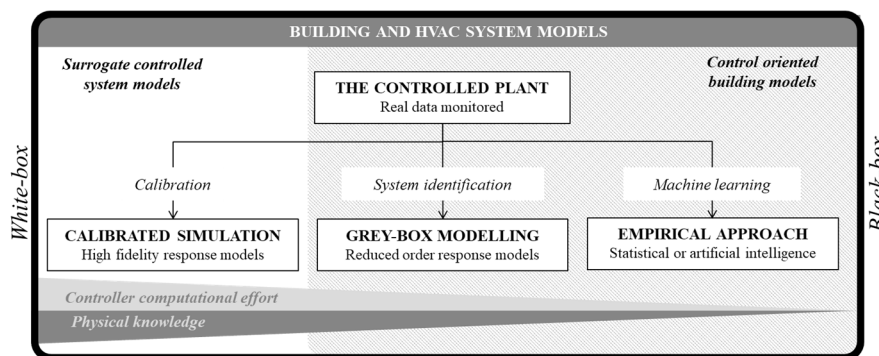 BUILDING AND HVAC SYSTEM MODELS
Surrogate controlled
system models
Control oriented
building models
THE CONTROLLED PLANT
Real data monitored
White-box
Black-box
Calibration
System identification
Machine learning
CALIBRATED SIMULATION
High fidelity response models
GREY-BOX MODELLING
Reduced order response models
EMPIRICAL APPROACH
Statistical or artificial intelligence
Controller computational effort
Physical knowledge